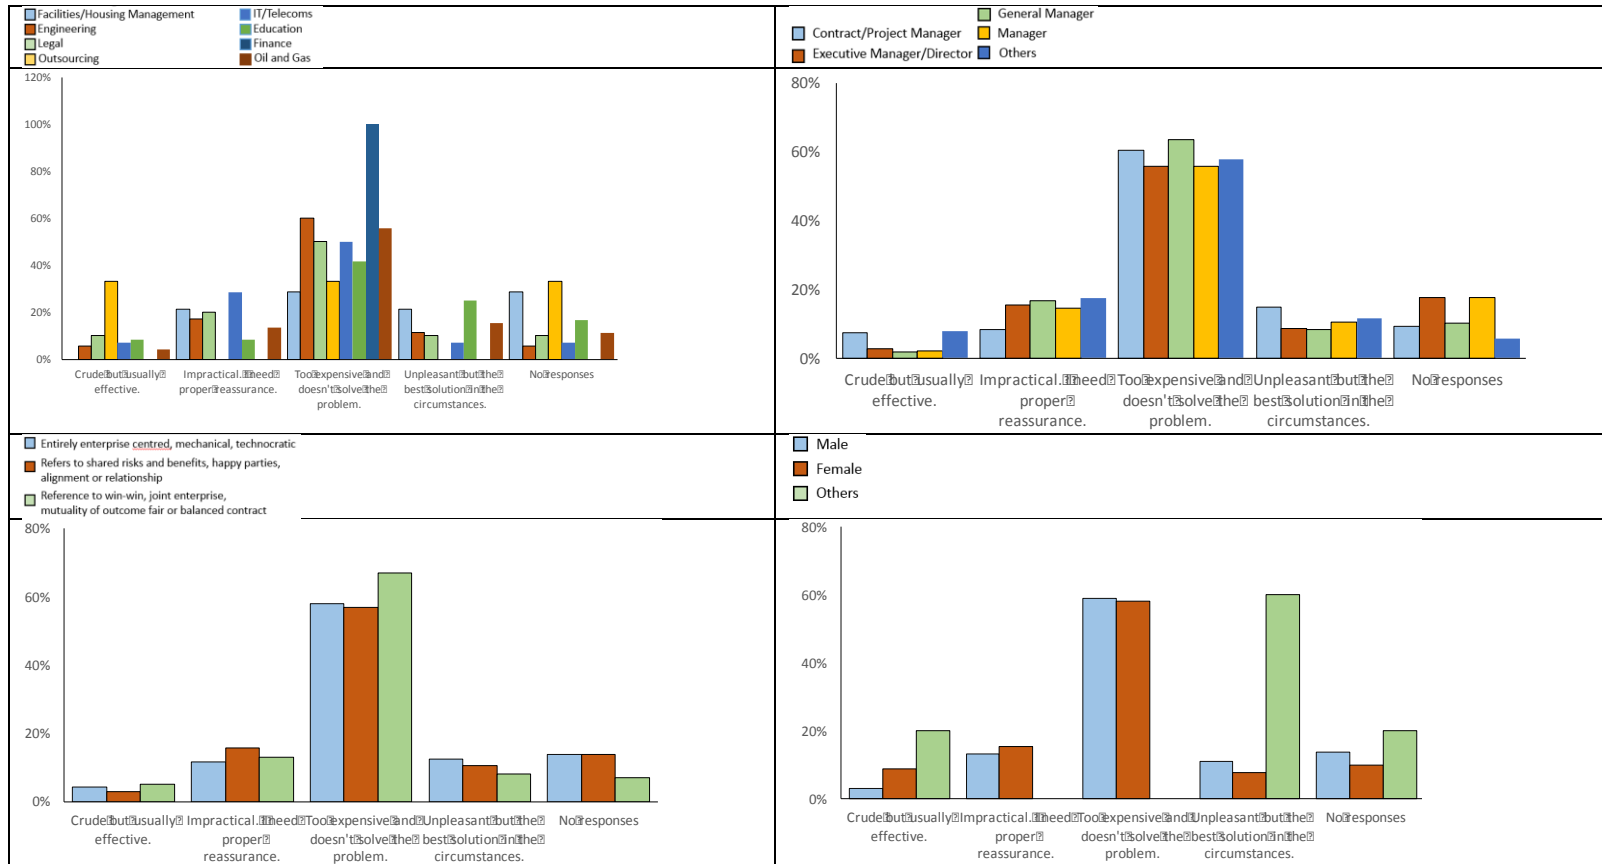 Facilities/Housing Management
Engineering
Legal
Outsourcing
IT/Telecoms
Education
Finance
Oil and Gas
120%
100%
80%
60%
40%
20%
0%
Crude but usually
effective.
Impractical. I need
proper reassurance.
Too expensive and
doesn't solve the
problem.
Unpleasant but the
best solution in the
circumstances.
No responses
Contract/Project Manager
Executive Manager/Director
General Manager
Manager
Others
80%
60%
40%
20%
0%
Crude but usually
effective.
Impractical. I need
proper
reassurance.
Too expensive and
doesn't solve the
problem.
Unpleasant but the
best solution in the
circumstances.
No responses
Entirely enterprise centred, mechanical, technocratic
Refers to shared risks and benefits, happy parties,
alignment or relationship
Reference to win-win, joint enterprise,
mutuality of outcome fair or balanced contract
80%
60%
40%
20%
0%
Crude but usually
effective.
Impractical. I need
proper
reassurance.
Too expensive and
doesn't solve the
problem.
Unpleasant but the
best solution in the
circumstances.
No responses
Male
Female
Others
80%
60%
40%
20%
0%
Crude but usually
effective.
Impractical. I need
proper
reassurance.
Too expensive and
doesn't solve the
problem.
Unpleasant but the
best solution in the
circumstances.
No responses